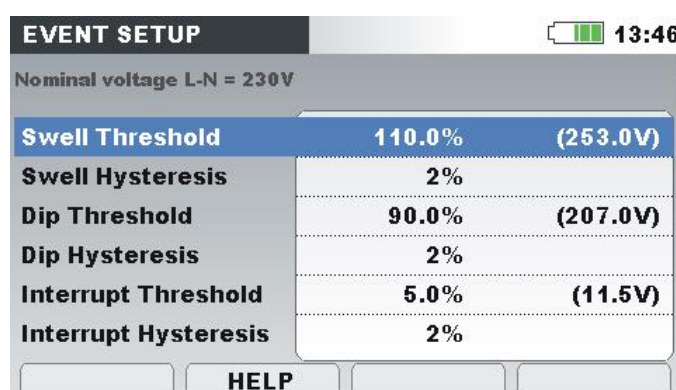 EVENT SETUP 13:46
Nominal voltage L-N = 230V
Swell Threshold 110.0% (253.0V)
Swell Hysteresis 2%
Dip Threshold 90.0% (207.0V)
Dip Hysteresis 2%
Interrupt Threshold 5.0% (11.5V)
Interrupt Hysteresis 2%
HELP